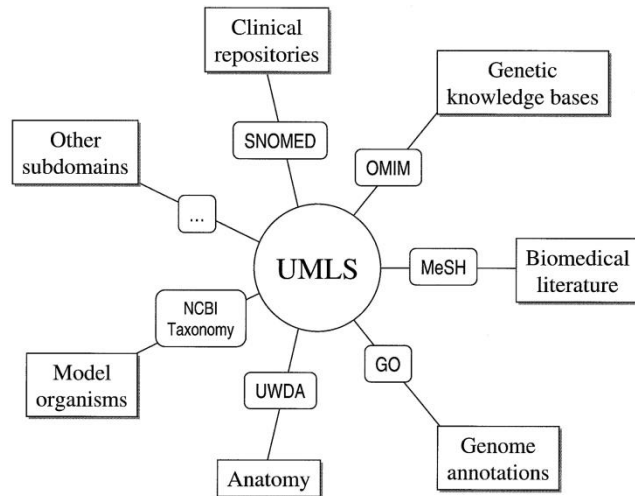 Clinical
repositories
Genetic
knowledge bases
SNOMED
OMIM
Other
subdomains
...
UMLS
MeSH
Biomedical
literature
NCBI
Taxonomy
Model
organisms
GO
UWDA
Genome
annotations
Anatomy